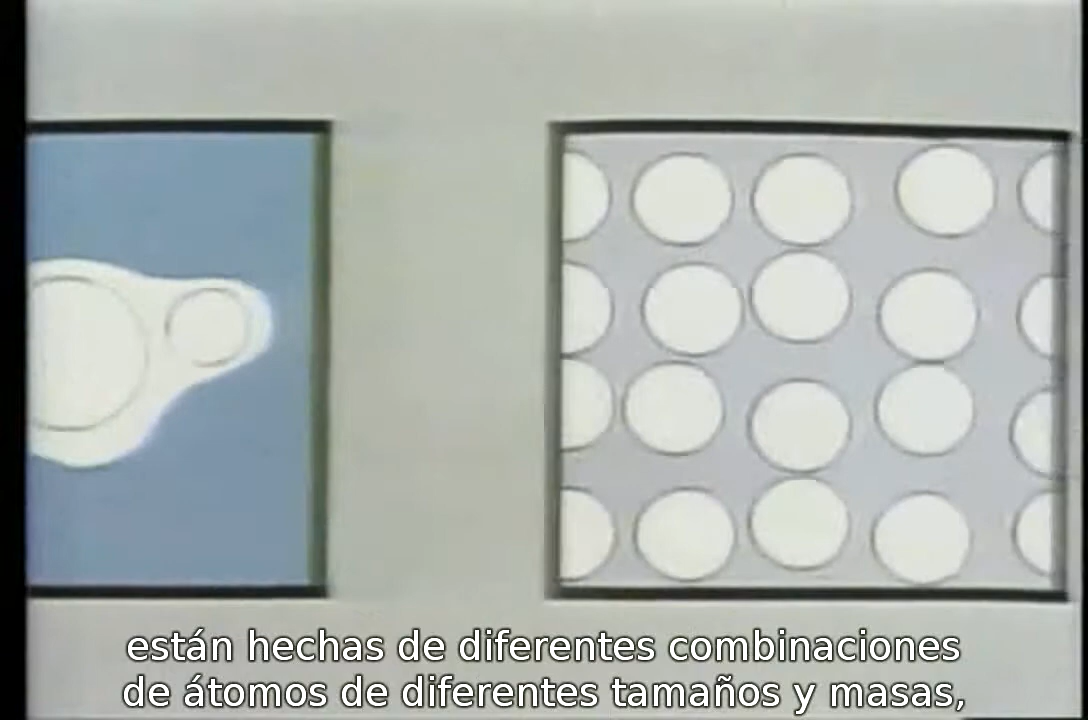 están hechas de diferentes combinaciones
de átomos de diferentes tamaños y masas,